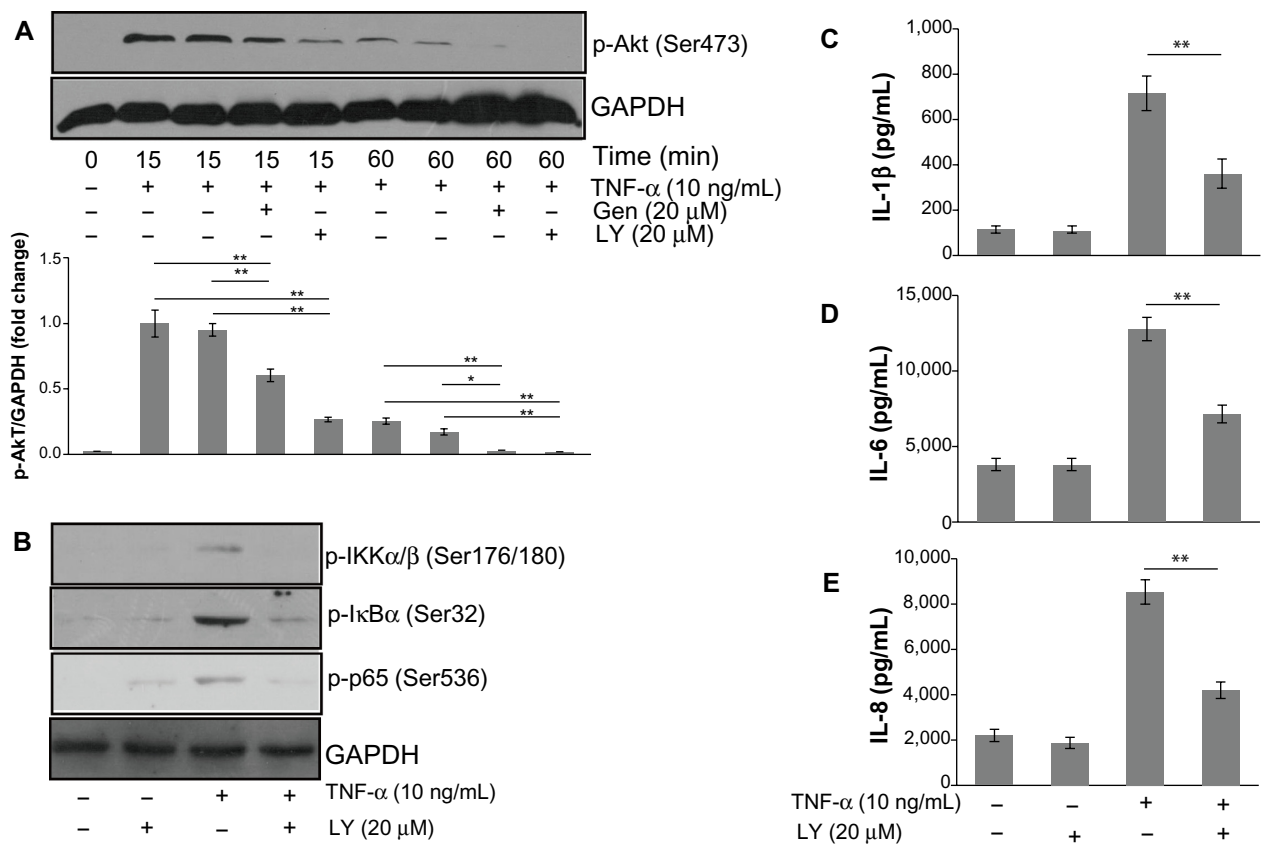 A
p-Akt (Ser473)
GAPDH
0 15 15 15 15 60 60 60 60 Time (min)
– + + + + + + + + TNF-α (10 ng/mL)
– – – + – – – + – Gen (20 μM)
– – – – + – – – + LY (20 μM)
p-AkT/GAPDH (fold change)
1.5
1.0
0.5
0.0
**
**
**
**
**
*
**
**
B
p-IKKα/β (Ser176/180)
p-IκBα (Ser32)
p-p65 (Ser536)
GAPDH
– – + + TNF-α (10 ng/mL)
– + – + LY (20 μM)
C
IL-1β (pg/mL)
1,000
800
600
400
200
0
**
D
IL-6 (pg/mL)
15,000
10,000
5,000
0
**
E
IL-8 (pg/mL)
10,000
8,000
6,000
4,000
2,000
0
**
TNF-α (10 ng/mL) – – + +
LY (20 μM) – + – +